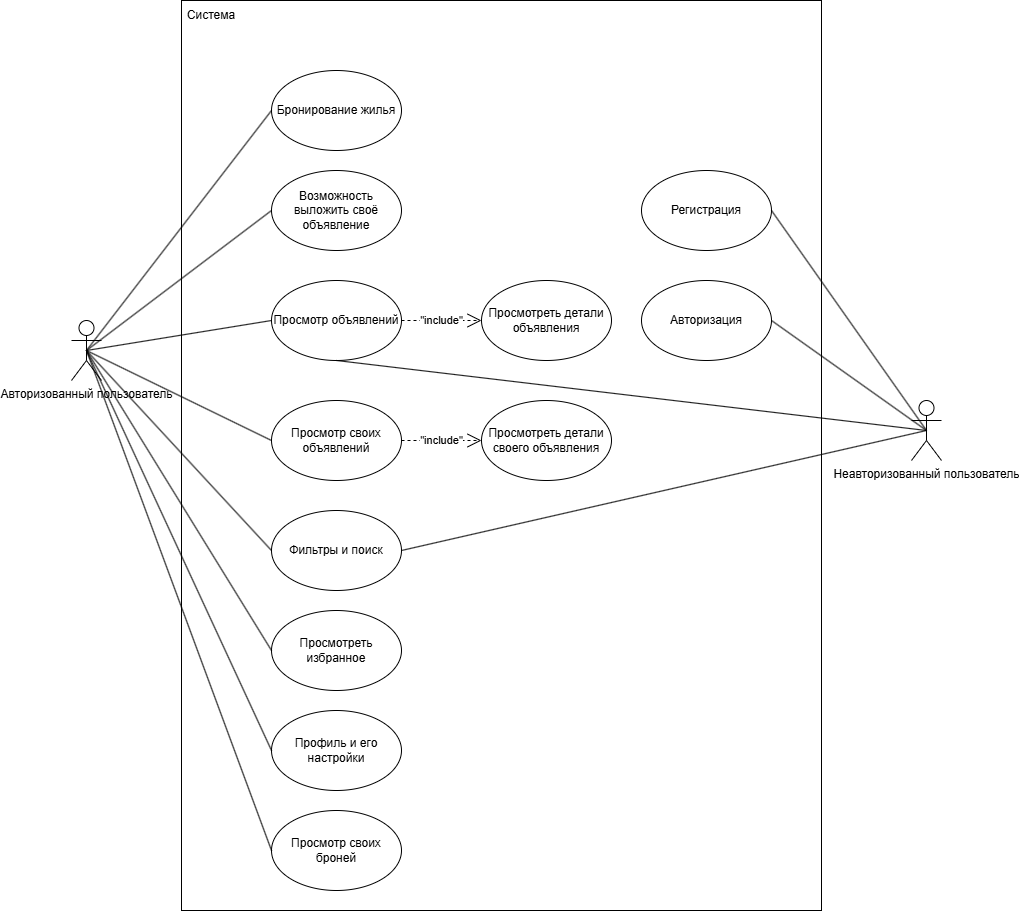 Система
Бронирование жилья
Возможность
выложить своё
объявление
Регистрация
Просмотр объявлений
"include"
Просмотреть детали
объявления
Авторизация
Авторизованный пользователь
Просмотр своих
объявлений
"include"
Просмотреть детали
своего объявления
Неавторизованный пользователь
Фильтры и поиск
Просмотреть
избранное
Профиль и его
настройки
Просмотр своих
броней